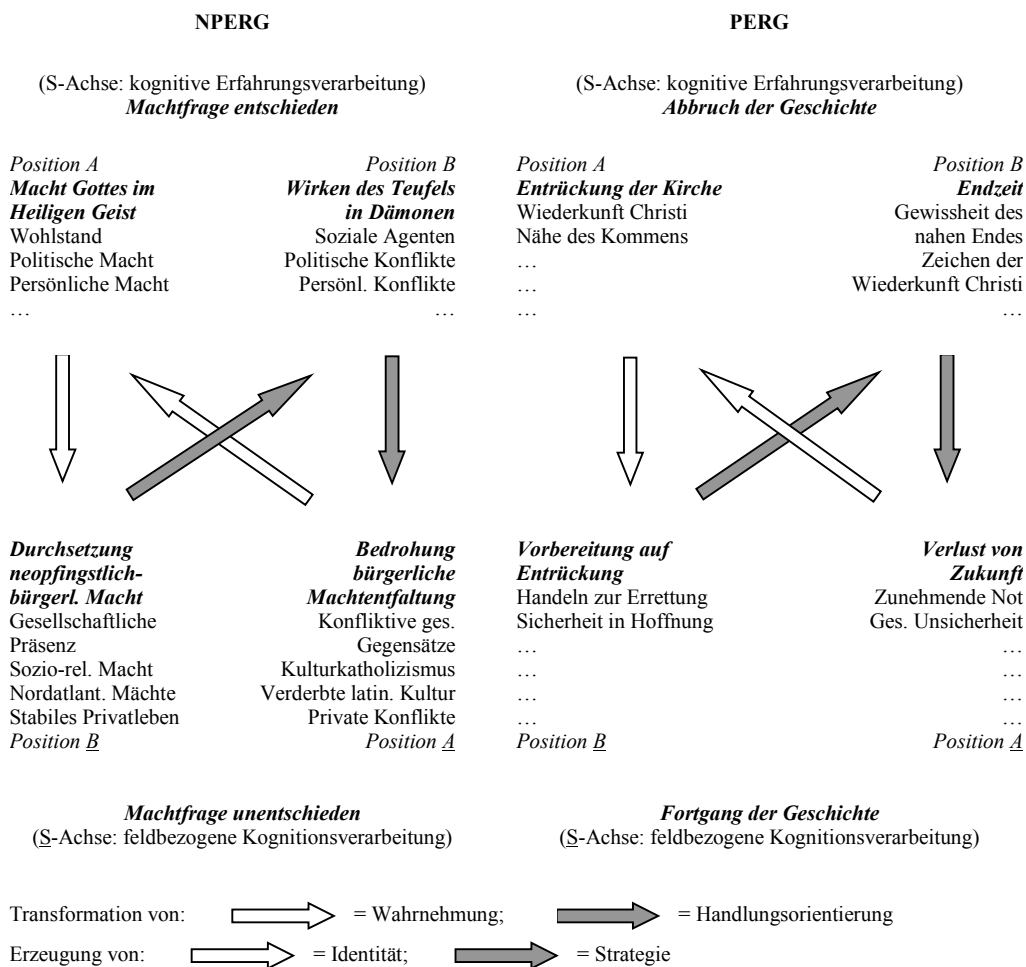 NPERG
(S-Achse: kognitive Erfahrungsverarbeitung)
Machtfrage entschieden
Position A
Macht Gottes im
Heiligen Geist
Wohlstand
Politische Macht
Persönliche Macht
…
Position B
Wirken des Teufels
in Dämonen
Soziale Agenten
Politische Konflikte
Persönl. Konflikte
…
Durchsetzung
neopfingstlich-
bürgerl. Macht
Gesellschaftliche
Präsenz
Sozio-rel. Macht
Nordatlant. Mächte
Stabiles Privatleben
Position B
Bedrohung
bürgerliche
Machtentfaltung
Konfliktive ges.
Gegensätze
Kulturkatholizismus
Verderbte latin. Kultur
Private Konflikte
Position A
Machtfrage unentschieden
(S-Achse: feldbezogene Kognitionsverarbeitung)
PERG
(S-Achse: kognitive Erfahrungsverarbeitung)
Abbruch der Geschichte
Position A
Entrückung der Kirche
Wiederkunft Christi
Nähe des Kommens
…
…
…
Position B
Endzeit
Gewissheit des
nahen Endes
Zeichen der
Wiederkunft Christi
…
Vorbereitung auf
Entrückung
Handeln zur Errettung
Sicherheit in Hoffnung
…
…
…
…
Position B
Verlust von
Zukunft
Zunehmende Not
Ges. Unsicherheit
…
…
…
…
Position A
Fortgang der Geschichte
(S-Achse: feldbezogene Kognitionsverarbeitung)
Transformation von: = Wahrnehmung; = Handlungsorientierung
Erzeugung von: = Identität; = Strategie